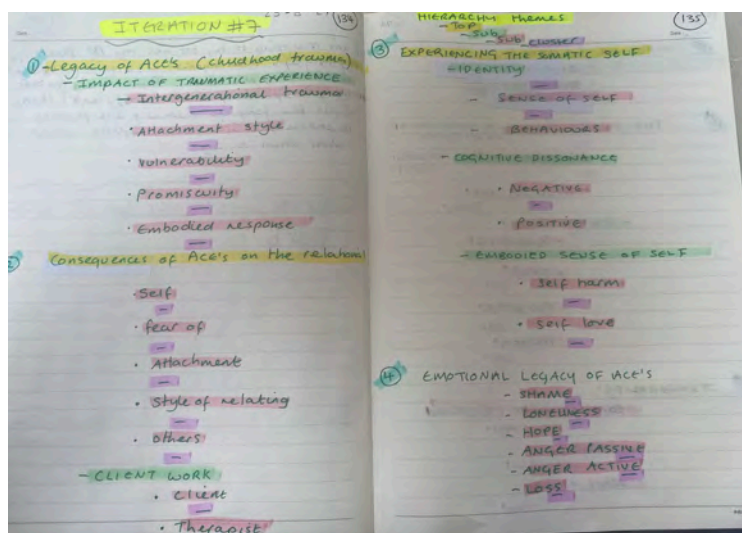 ITERATION #7
134
① - Legacy of ACE's (Chudhood trauma)
- IMPACT OF TRAUMATIC EXPERIENCE
- Intergenerational trauma
—
· Attachment style
—
· Vulnerability
—
· Promiscuity
—
· Embodied response
—
② Consequences of ACE's on the relational
· Self
—
· fear of
—
· Attachment
—
· Style of relating
—
· others
—
- CLIENT WORK
· Client
—
· Therapist
HIERARCHY themes
135
- TOP
- Sub
- Sub cluster
③ EXPERIENCING THE SOMATIC SELF
- IDENTITY
—
- SENSE OF SELF
—
- BEHAVIOURS
- COGNITIVE DISSONANCE
· NEGATIVE
—
· POSITIVE
- EMBODIED SENSE OF SELF
· Self harm
—
· Self love
—
④ EMOTIONAL LEGACY OF ACE's
- SHAME
- LONELINESS
- HOPE
- ANGER PASSIVE
- ANGER ACTIVE
- LOSS